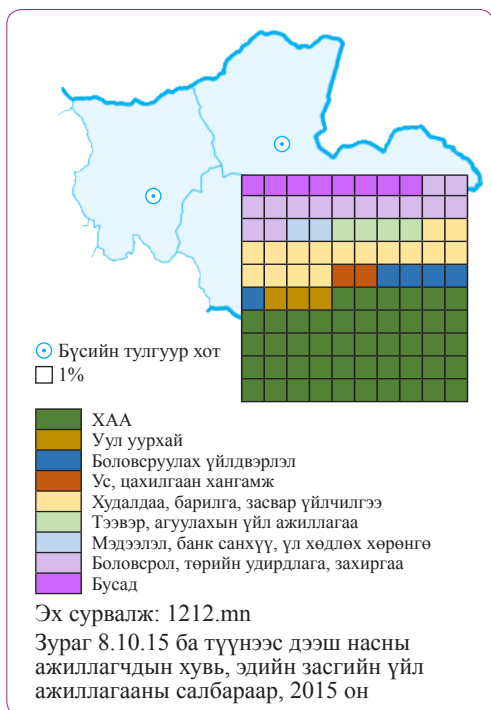 Бүсийн тулгуур хот
1%
ХАА
Уул уурхай
Боловсруулах үйлдвэрлэл
Ус, цахилгаан хангамж
Худалдаа, барилга, засвар үйлчилгээ
Тээвэр, агуулахын үйл ажиллагаа
Мэдээлэл, банк санхүү, үл хөдлөх хөрөнгө
Боловсрол, төрийн удирдлага, захиргаа
Бусад
Эх сурвалж: 1212.mn
Зураг 8.10.15 ба түүнээс дээш насны
ажиллагчдын хувь, эдийн засгийн үйл
ажиллагааны салбараар, 2015 он